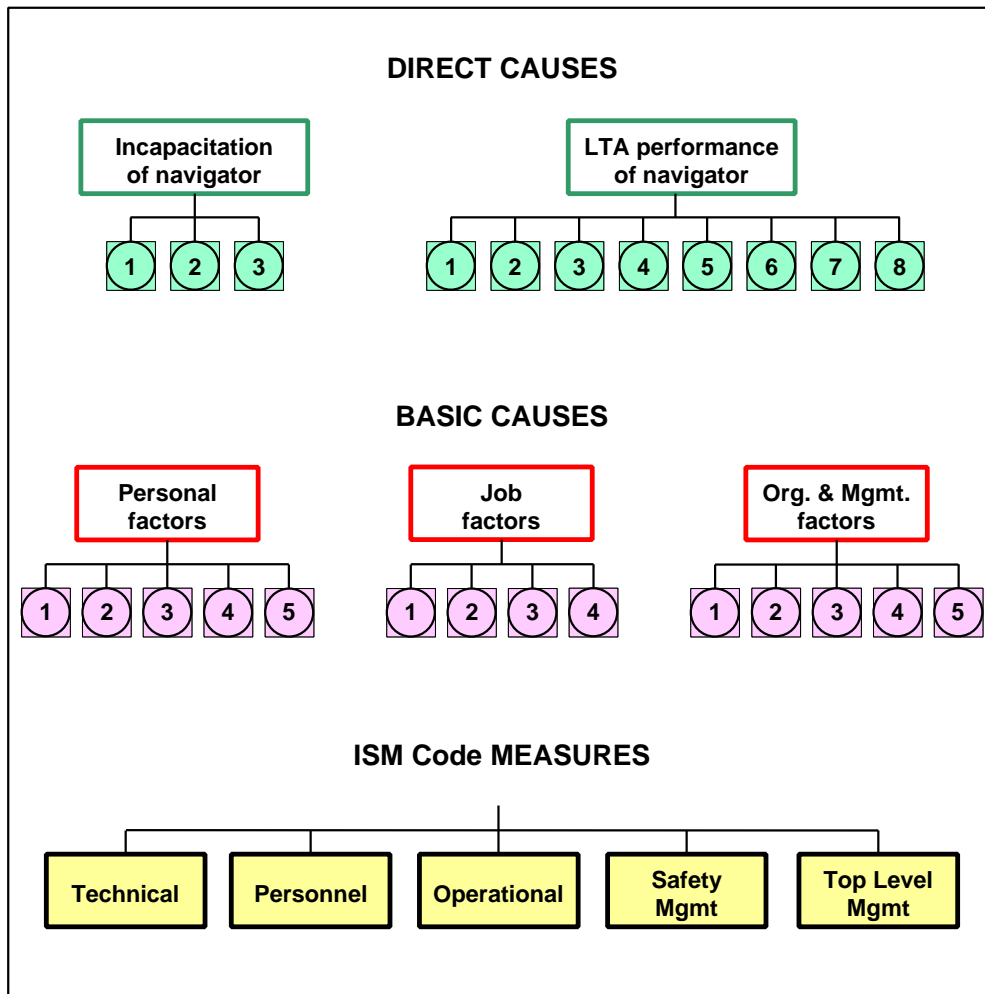 DIRECT CAUSES
Incapacitation
of navigator
LTA performance
of navigator
1 2 3
1 2 3 4 5 6 7 8
BASIC CAUSES
Personal
factors
Job
factors
Org. & Mgmt.
factors
1 2 3 4 5
1 2 3 4
1 2 3 4 5
ISM Code MEASURES
Technical
Personnel
Operational
Safety
Mgmt
Top Level
Mgmt